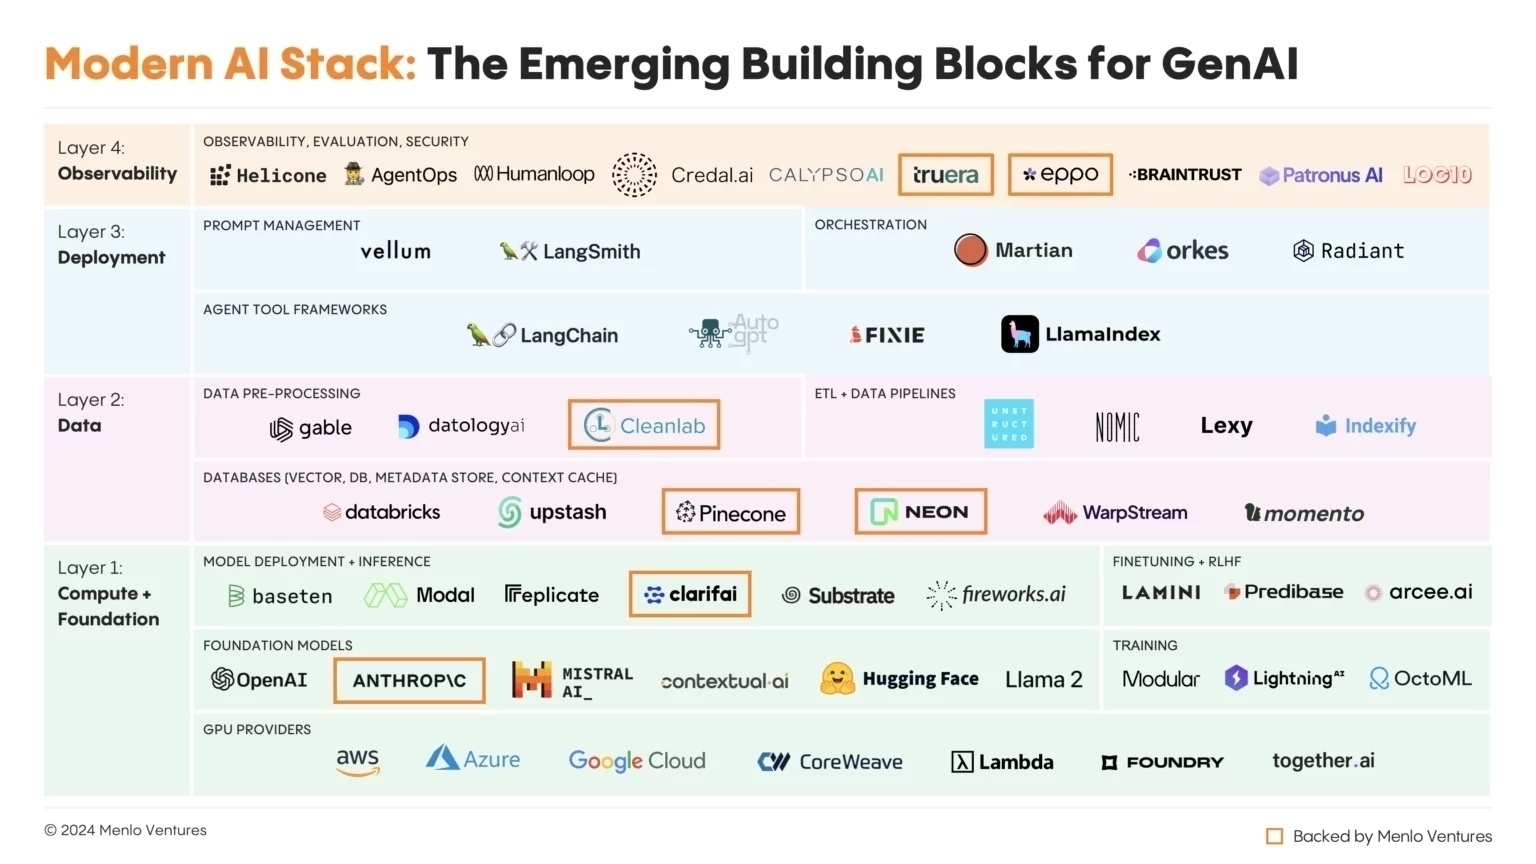 Modern AI Stack: The Emerging Building Blocks for GenAI
Layer 4:
Observability
OBSERVABILITY, EVALUATION, SECURITY
Helicone AgentOps Humanloop Credal.ai CALYPSOAI truera eppo BRAINTRUST Patronus AI LOG10
Layer 3:
Deployment
PROMPT MANAGEMENT
vellum LangSmith
ORCHESTRATION
Martian orkes Radiant
AGENT TOOL FRAMEWORKS
LangChain Auto gpt FIXIE LlamaIndex
Layer 2:
Data
DATA PRE-PROCESSING
gable datologyai Cleanlab
ETL + DATA PIPELINES
UNST
RUCT
URED
NOMIC Lexy Indexify
DATABASES (VECTOR, DB, METADATA STORE, CONTEXT CACHE)
databricks upstash Pinecone NEON WarpStream momento
Layer 1:
Compute +
Foundation
MODEL DEPLOYMENT + INFERENCE
baseten Modal Replicate clarifai Substrate fireworks.ai
FINETUNING + RLHF
LAMINI Predibase arcee.ai
FOUNDATION MODELS
OpenAI ANTHROP\C MISTRAL AI_ contextual·ai Hugging Face Llama 2
TRAINING
Modular LightningAI OctoML
GPU PROVIDERS
aws Azure Google Cloud CoreWeave Lambda FOUNDRY together.ai
© 2024 Menlo Ventures
Backed by Menlo Ventures